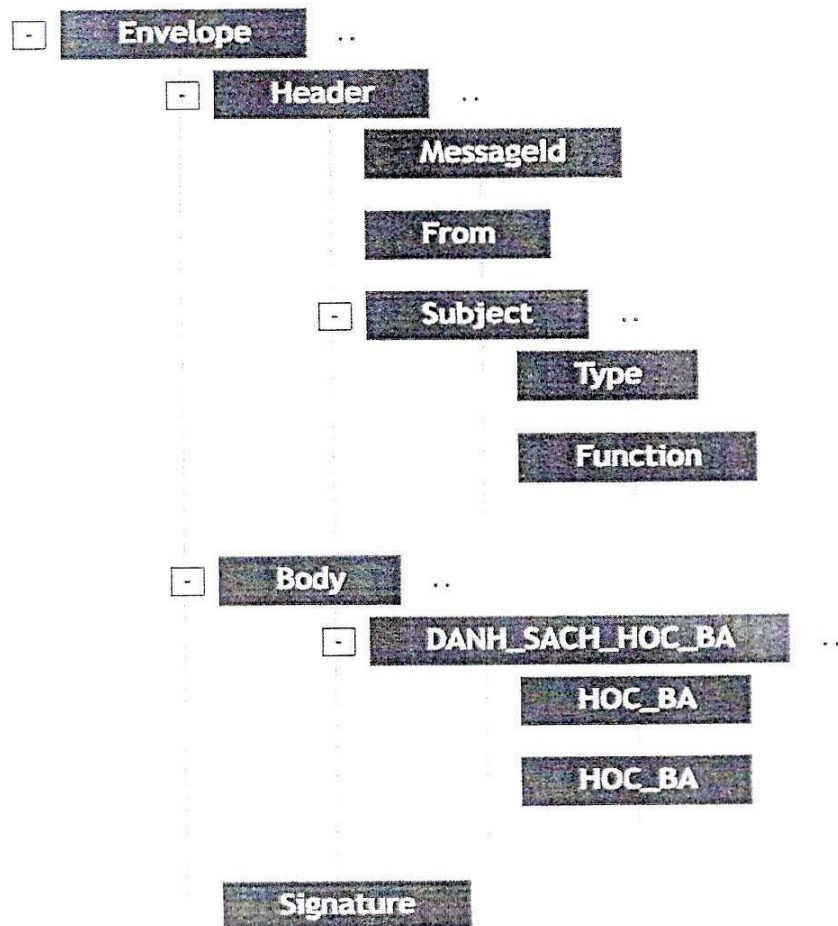 Envelope
Header
MessageId
From
Subject
Type
Function
Body
DANH_SACH_HOC_BA
HOC_BA
HOC_BA
Signature